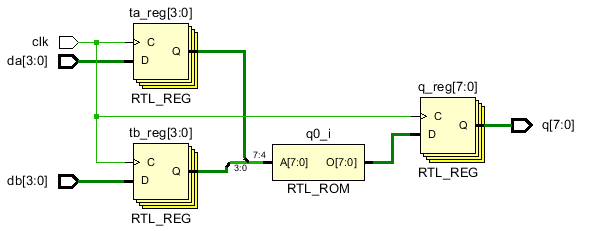 ta_reg[3:0]
clk
da[3:0]
C
D
Q
RTL_REG
tb_reg[3:0]
db[3:0]
C
D
Q
RTL_REG
7:4
3:0
q0_i
A[7:0] O[7:0]
RTL_ROM
q_reg[7:0]
C
D
Q
RTL_REG
q[7:0]